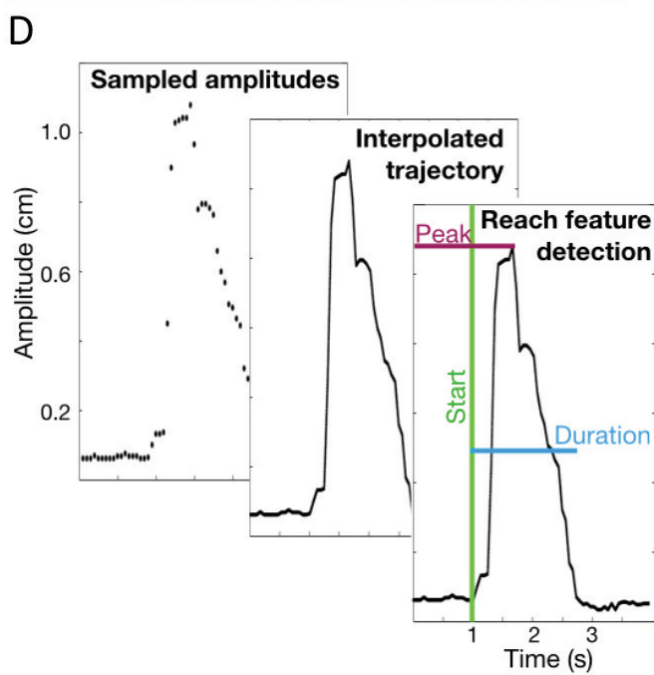 D
Sampled amplitudes
Interpolated
trajectory
Reach feature
detection
Peak
Start
Duration
Amplitude (cm)
1.0
0.6
0.2
1 2 3
Time (s)